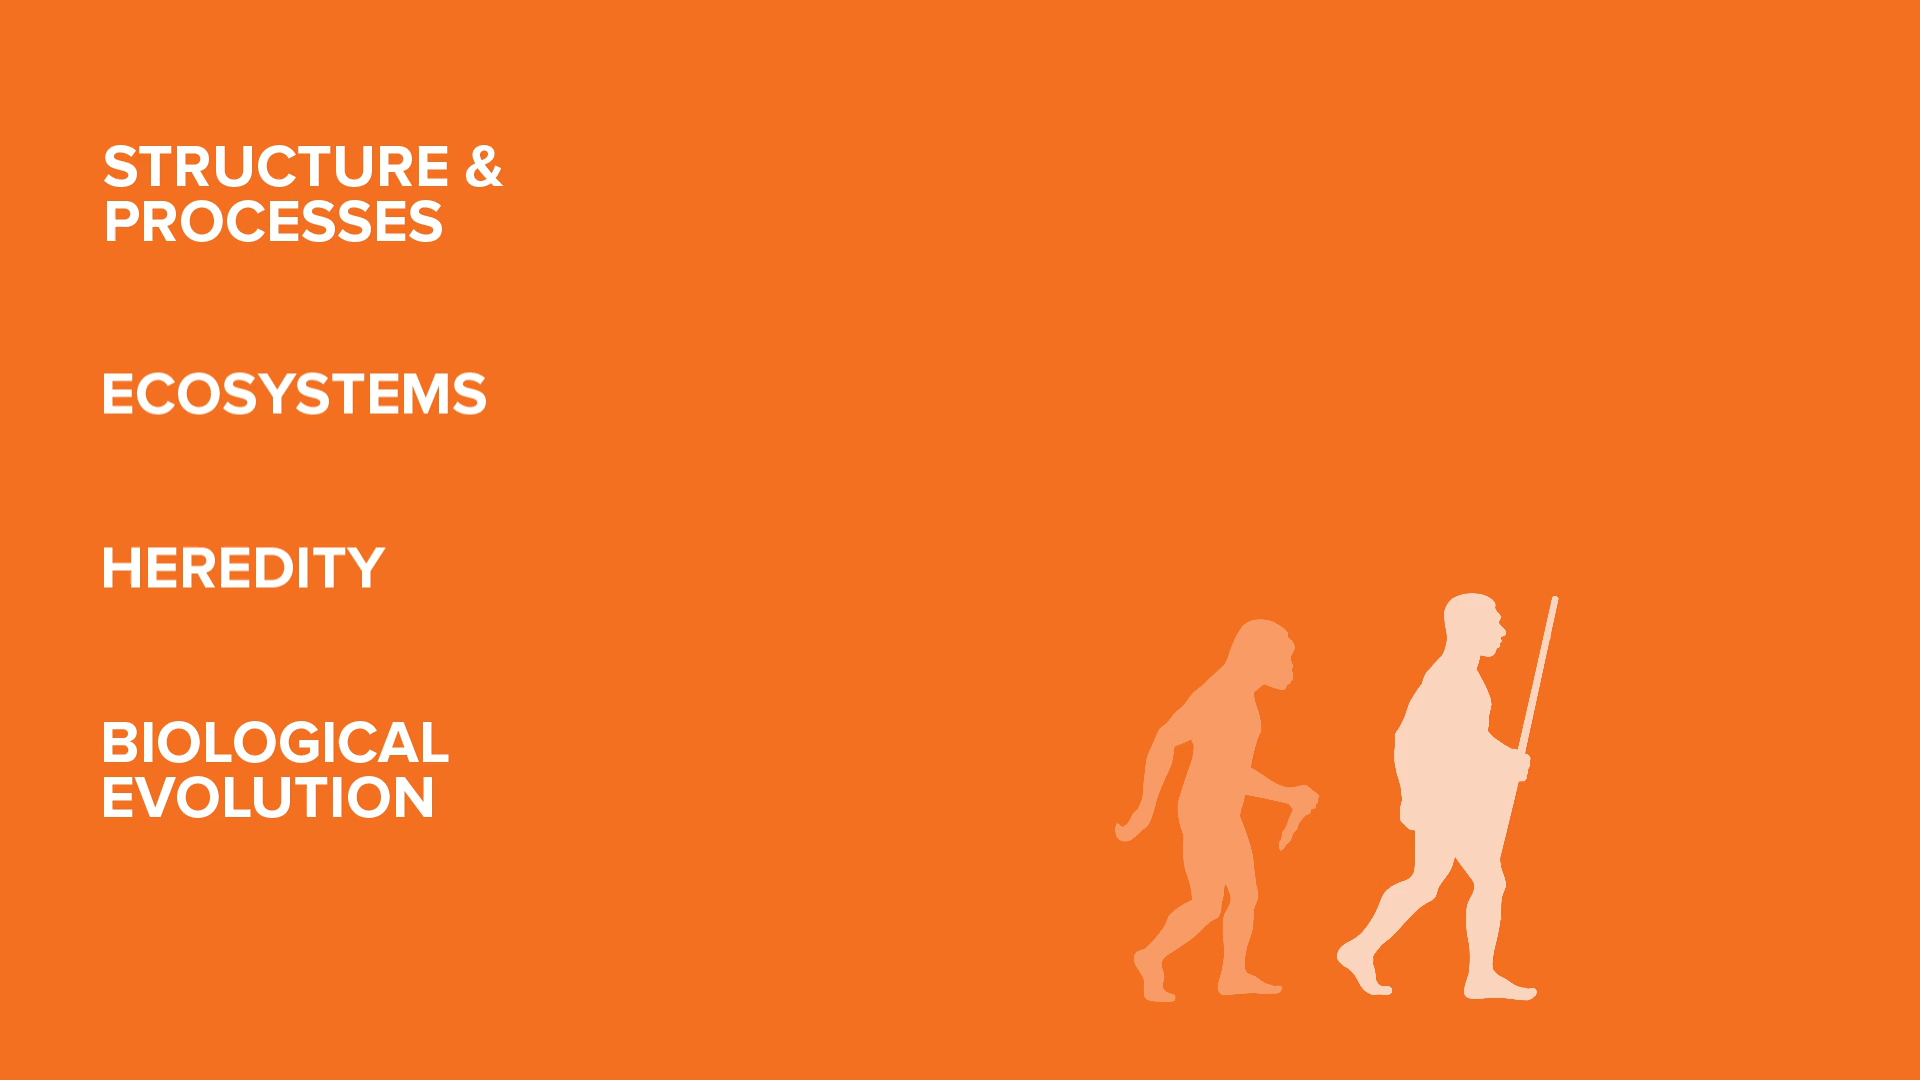 STRUCTURE &
PROCESSES
ECOSYSTEMS
HEREDITY
BIOLOGICAL
EVOLUTION